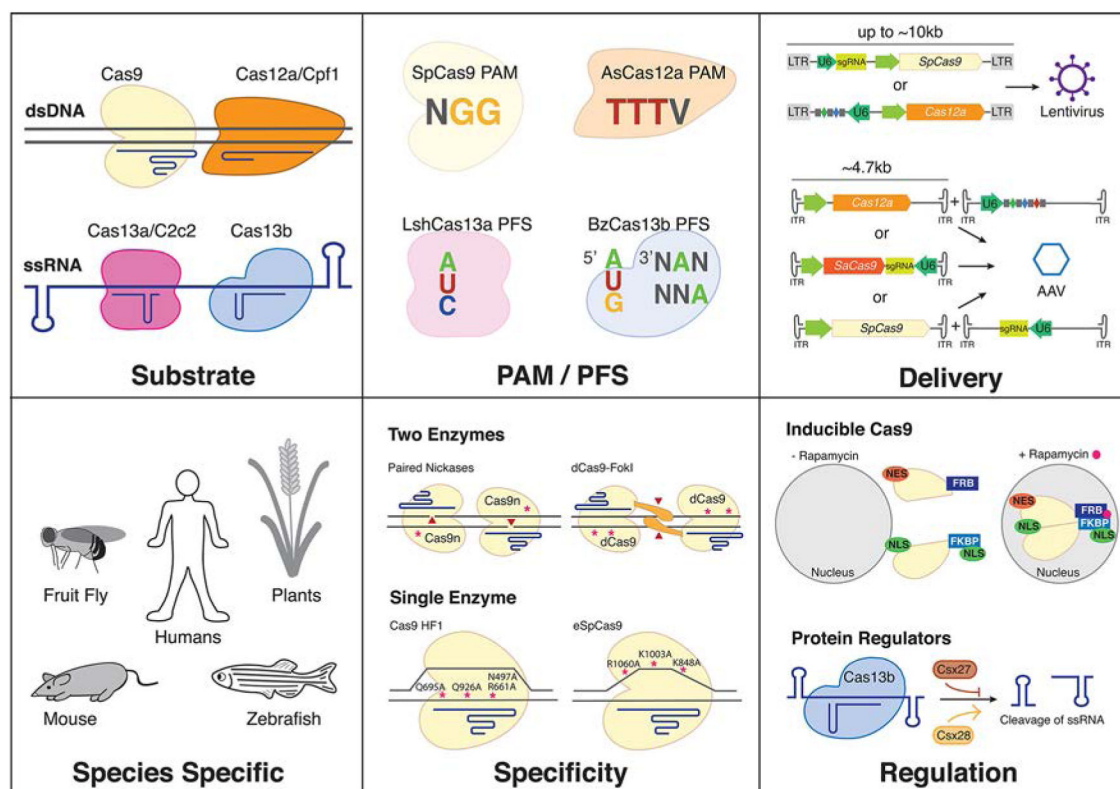 Cas9
Cas12a/Cpf1
dsDNA
Cas13a/C2c2
Cas13b
ssRNA
Substrate
SpCas9 PAM
NGG
AsCas12a PAM
TTTV
LshCas13a PFS
A
U
C
BzCas13b PFS
5’ A 3’NAN
U NNA
G
PAM / PFS
up to ~10kb
LTR U6 sgRNA SpCas9 LTR
or
LTR U6 Cas12a LTR
Lentivirus
~4.7kb
Cas12a + U6
ITR ITR ITR ITR
or
SaCas9 sgRNA U6
ITR ITR
AAV
or
SpCas9 + sgRNA U6
ITR ITR ITR ITR
Delivery
Fruit Fly
Humans
Plants
Mouse
Zebrafish
Species Specific
Two Enzymes
Paired Nickases
Cas9n
Cas9n
dCas9-FokI
dCas9
dCas9
Single Enzyme
Cas9 HF1
N497A
Q695A Q926A R661A
eSpCas9
K1003A
R1060A K848A
Specificity
Inducible Cas9
- Rapamycin
NES FRB
NLS FKBP
NLS
Nucleus
+ Rapamycin
NES FRB
NLS FKBP
NLS
Nucleus
Protein Regulators
Cas13b
Csx27
Csx28
Cleavage of ssRNA
Regulation